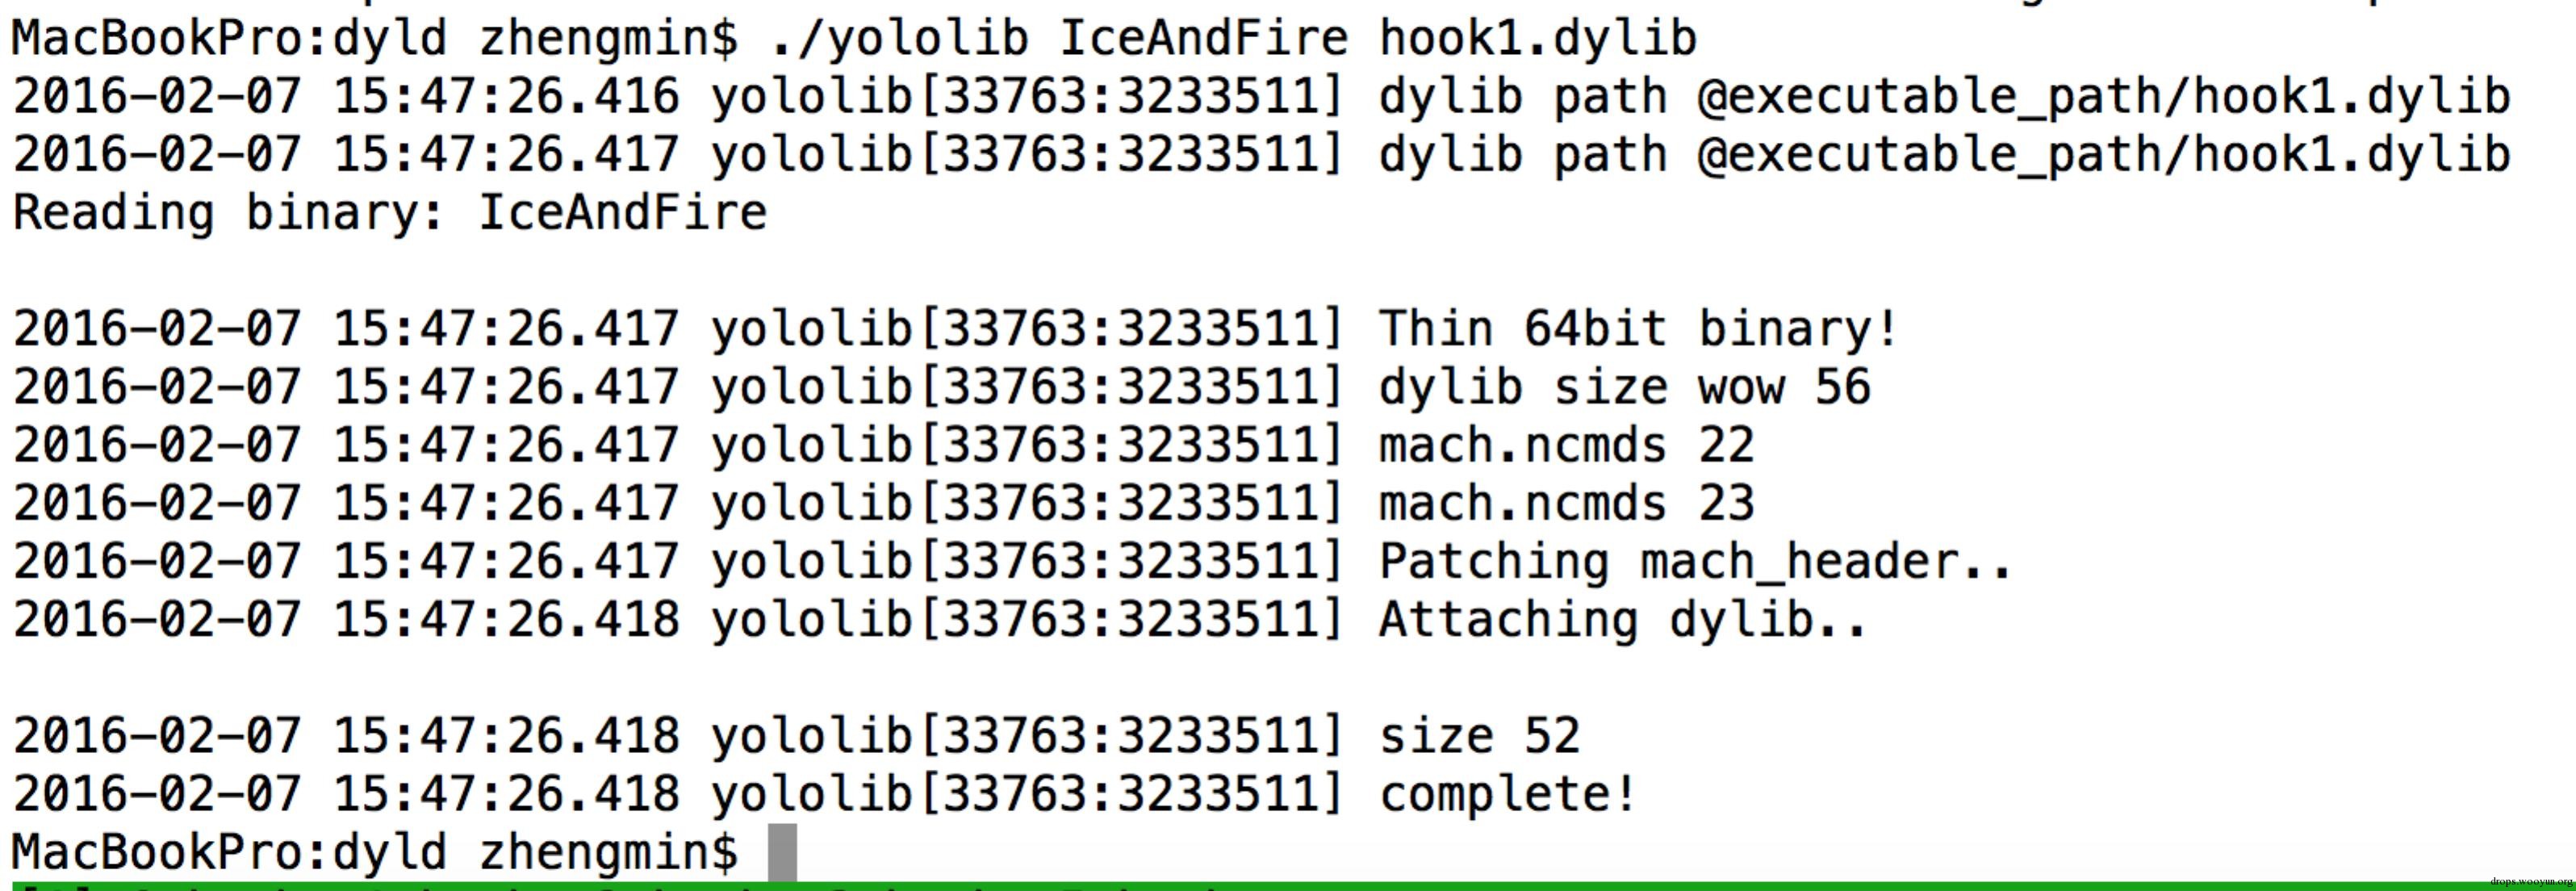 MacBookPro:dyld zhengmin$ ./yololib IceAndFire hook1.dylib
2016-02-07 15:47:26.416 yololib[33763:3233511] dylib path @executable_path/hook1.dylib
2016-02-07 15:47:26.417 yololib[33763:3233511] dylib path @executable_path/hook1.dylib
Reading binary: IceAndFire
2016-02-07 15:47:26.417 yololib[33763:3233511] Thin 64bit binary!
2016-02-07 15:47:26.417 yololib[33763:3233511] dylib size wow 56
2016-02-07 15:47:26.417 yololib[33763:3233511] mach.ncmds 22
2016-02-07 15:47:26.417 yololib[33763:3233511] mach.ncmds 23
2016-02-07 15:47:26.417 yololib[33763:3233511] Patching mach_header..
2016-02-07 15:47:26.418 yololib[33763:3233511] Attaching dylib..
2016-02-07 15:47:26.418 yololib[33763:3233511] size 52
2016-02-07 15:47:26.418 yololib[33763:3233511] complete!
MacBookPro:dyld zhengmin$
drops.wooyun.org